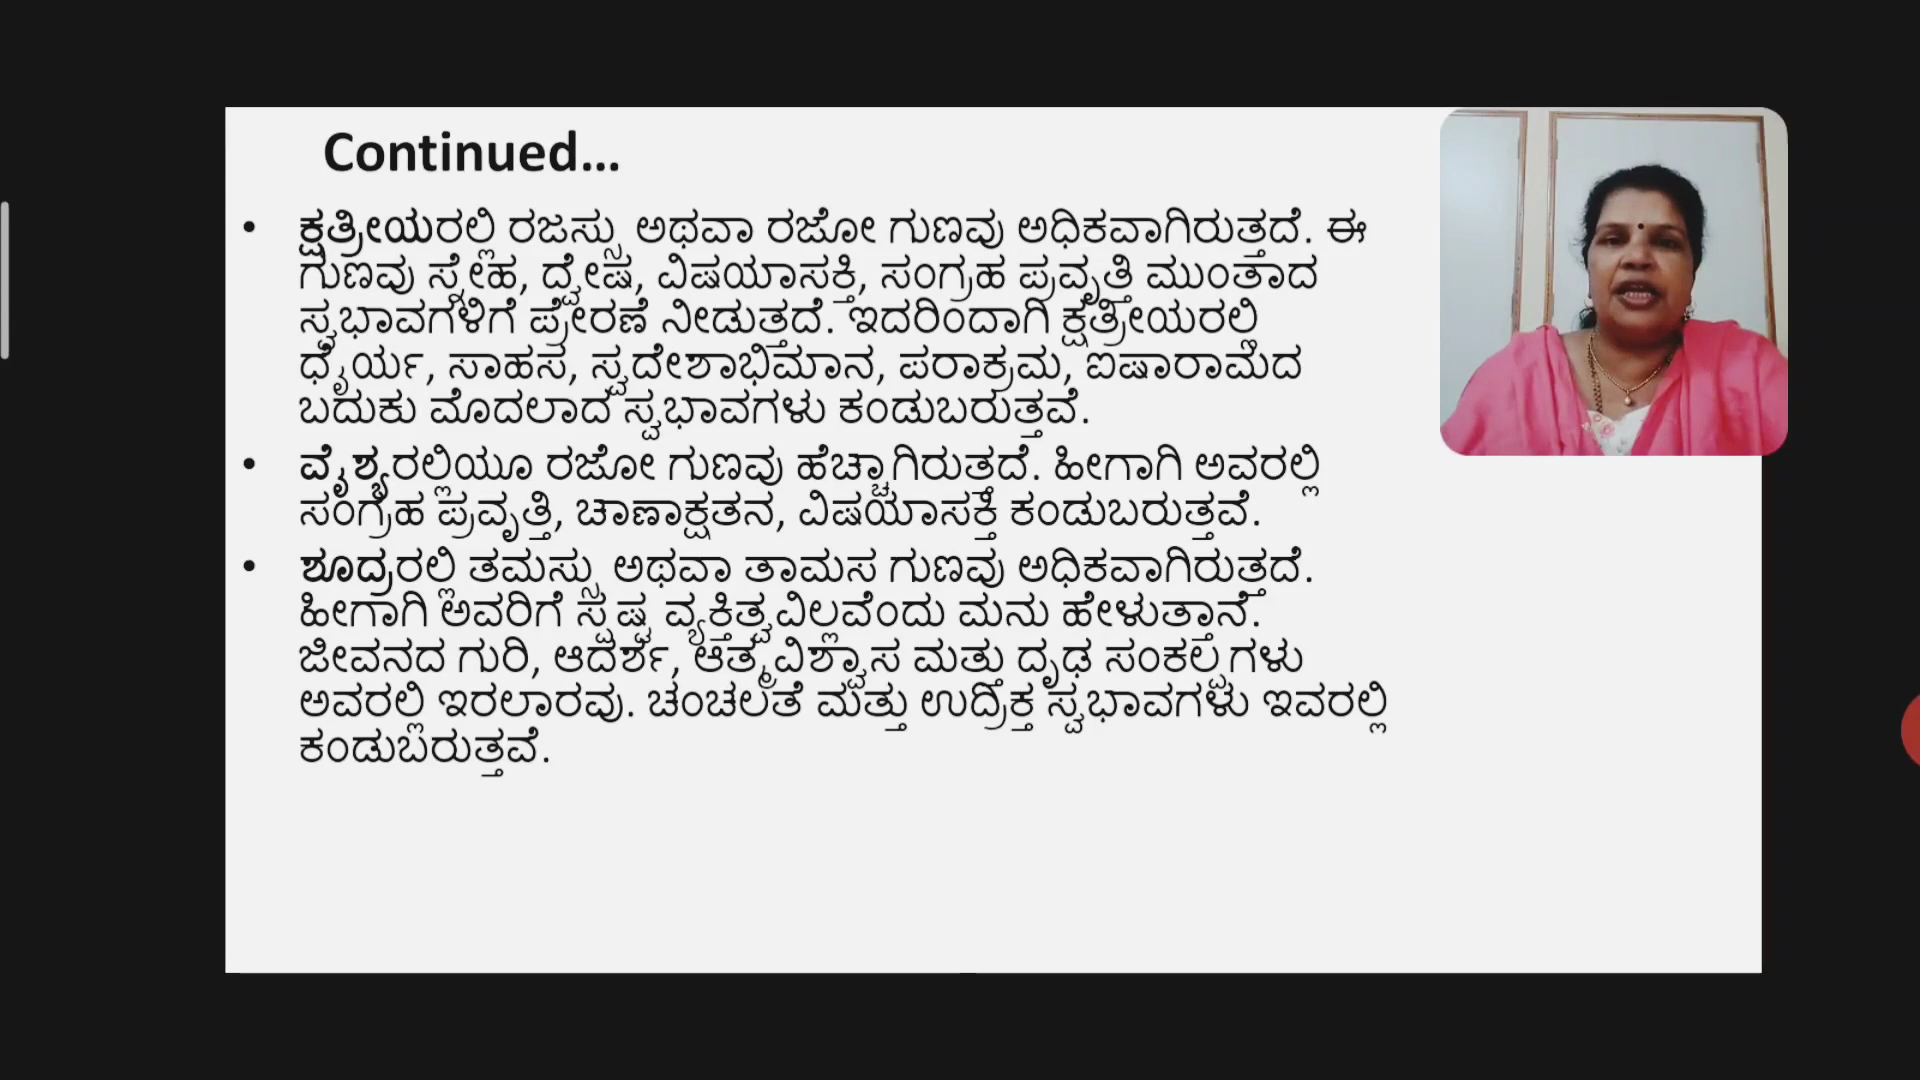 Continued...
• ಕ್ಷತ್ರೀಯರಲ್ಲಿ ರಜಸ್ಸು ಅಥವಾ ರಜೋ ಗುಣವು ಅಧಿಕವಾಗಿರುತ್ತದೆ. ಈ
ಗುಣವು ಸ್ನೇಹ, ದ್ವೇಷ, ವಿಷಯಾಸಕ್ತಿ, ಸಂಗ್ರಹ ಪ್ರವೃತ್ತಿ ಮುಂತಾದ
ಸ್ವಭಾವಗಳಿಗೆ ಪ್ರೇರಣೆ ನೀಡುತ್ತದೆ. ಇದರಿಂದಾಗಿ ಕ್ಷತ್ರೀಯರಲ್ಲಿ
ಧೈರ್ಯ, ಸಾಹಸ, ಸ್ವದೇಶಾಭಿಮಾನ, ಪರಾಕ್ರಮ, ಐಷಾರಾಮದ
ಬದುಕು ಮೊದಲಾದ ಸ್ವಭಾವಗಳು ಕಂಡುಬರುತ್ತವೆ.
• ವೈಶ್ಯರಲ್ಲಿಯೂ ರಜೋ ಗುಣವು ಹೆಚ್ಚಾಗಿರುತ್ತದೆ. ಹೀಗಾಗಿ ಅವರಲ್ಲಿ
ಸಂಗ್ರಹ ಪ್ರವೃತ್ತಿ, ಚಾಣಾಕ್ಷತನ, ವಿಷಯಾಸಕ್ತಿ ಕಂಡುಬರುತ್ತವೆ.
• ಶೂದ್ರರಲ್ಲಿ ತಮಸ್ಸು ಅಥವಾ ತಾಮಸ ಗುಣವು ಅಧಿಕವಾಗಿರುತ್ತದೆ.
ಹೀಗಾಗಿ ಅವರಿಗೆ ಸ್ಪಷ್ಟ ವ್ಯಕ್ತಿತ್ವವಿಲ್ಲವೆಂದು ಮನು ಹೇಳುತ್ತಾನೆ.
ಜೀವನದ ಗುರಿ, ಆದರ್ಶ, ಆತ್ಮವಿಶ್ವಾಸ ಮತ್ತು ದೃಢ ಸಂಕಲ್ಪಗಳು
ಅವರಲ್ಲಿ ಇರಲಾರವು. ಚಂಚಲತೆ ಮತ್ತು ಉದ್ರಿಕ್ತ ಸ್ವಭಾವಗಳು ಇವರಲ್ಲಿ
ಕಂಡುಬರುತ್ತವೆ.